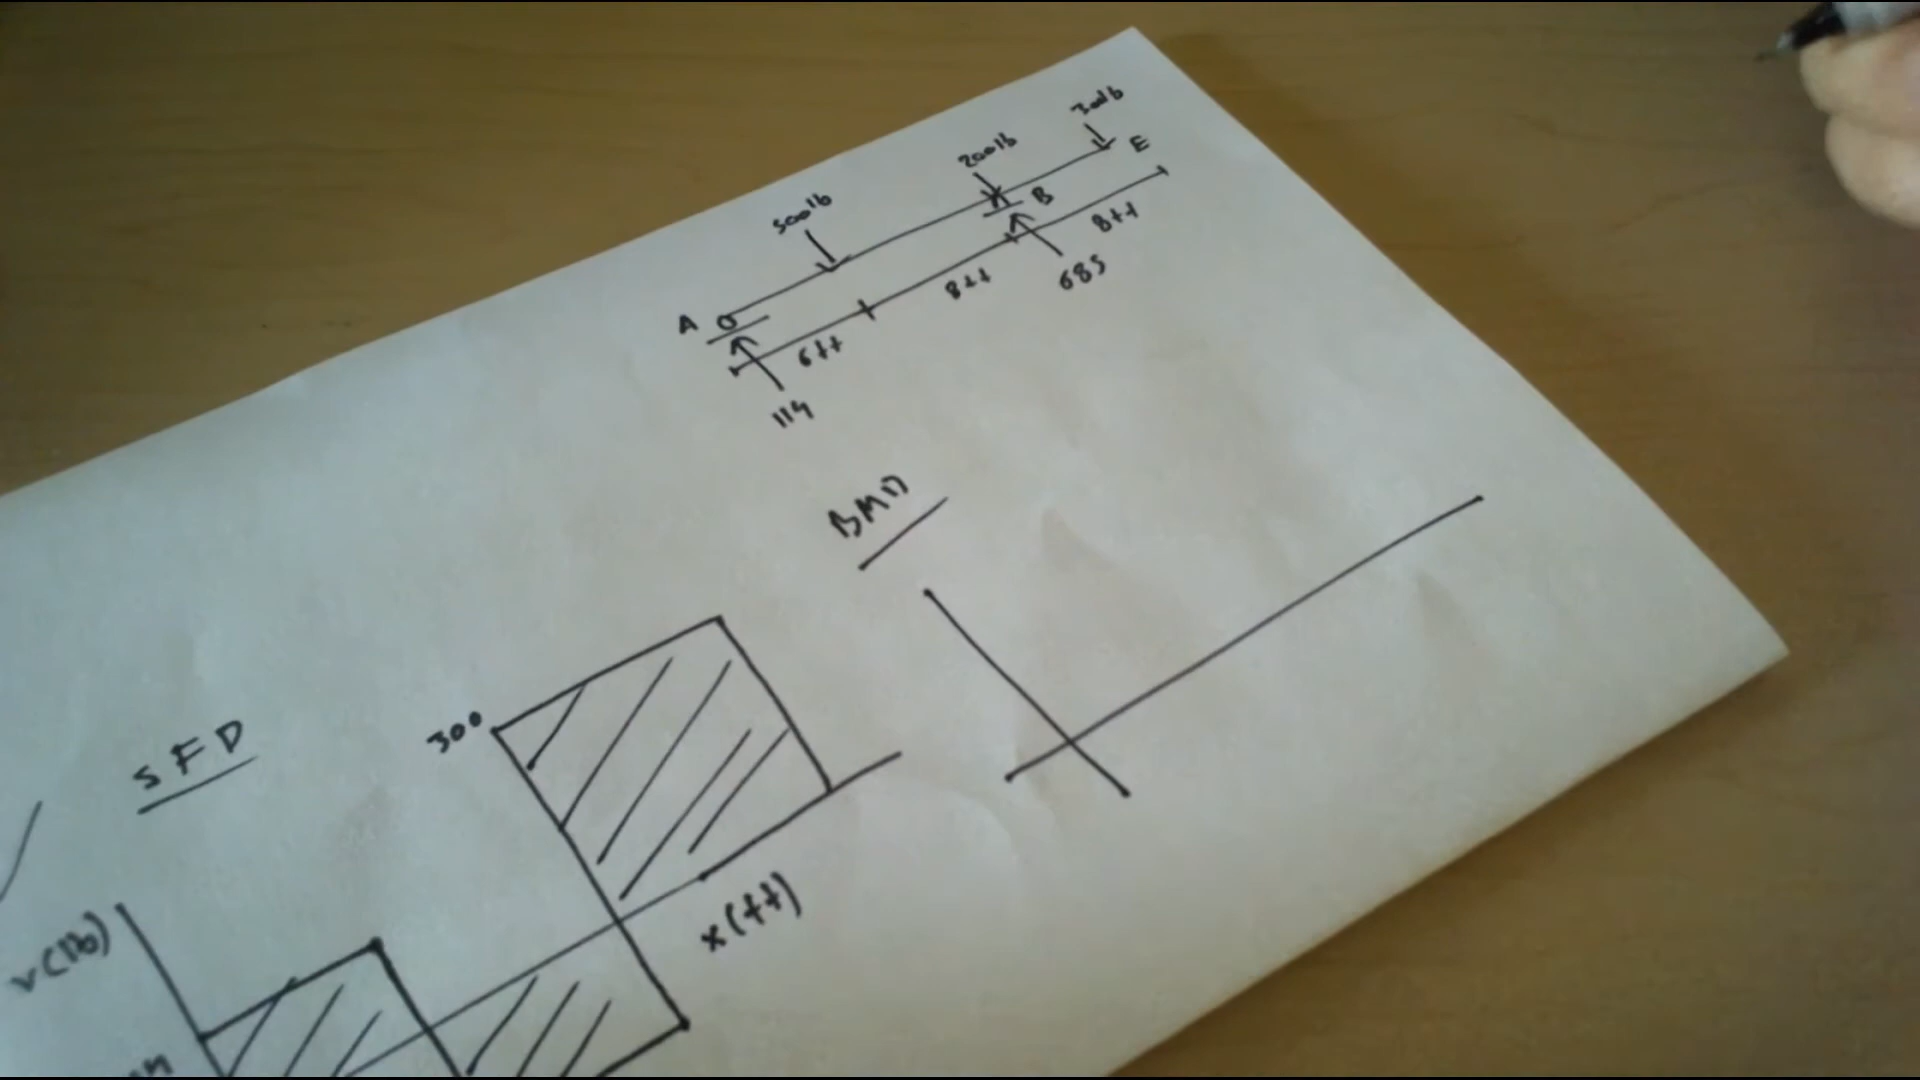 300lb
200lb
E
500lb
B
8ft
A
8ft
685
6ft
114
BMD
300
SFD
x(ft)
v(lb)